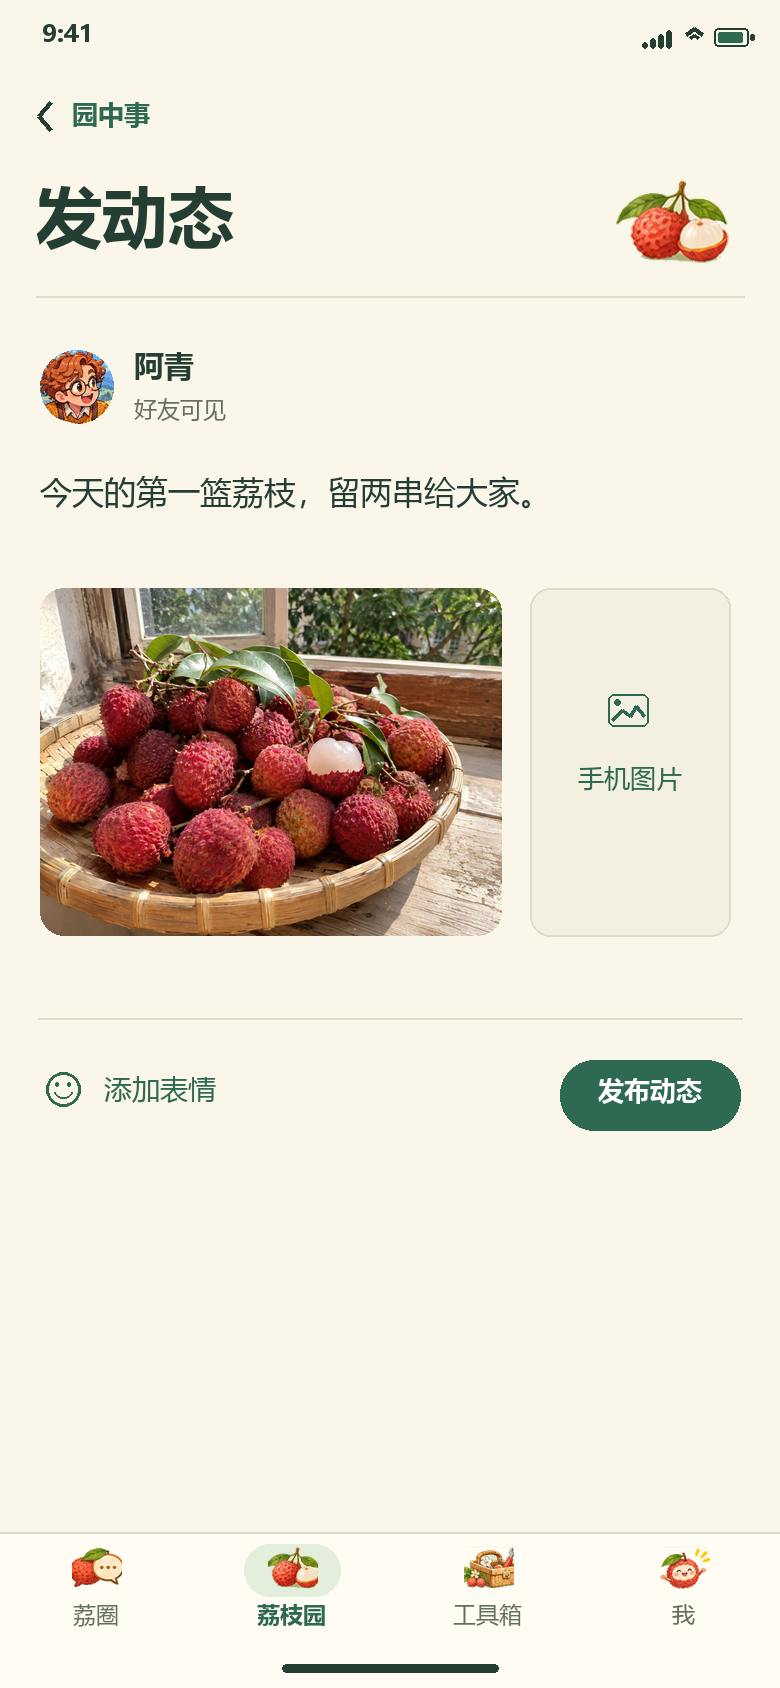 9:41
园中事
发动态
阿青
好友可见
今天的第一篮荔枝，留两串给大家。
手机图片
添加表情
发布动态
荔圈
荔枝园
工具箱
我